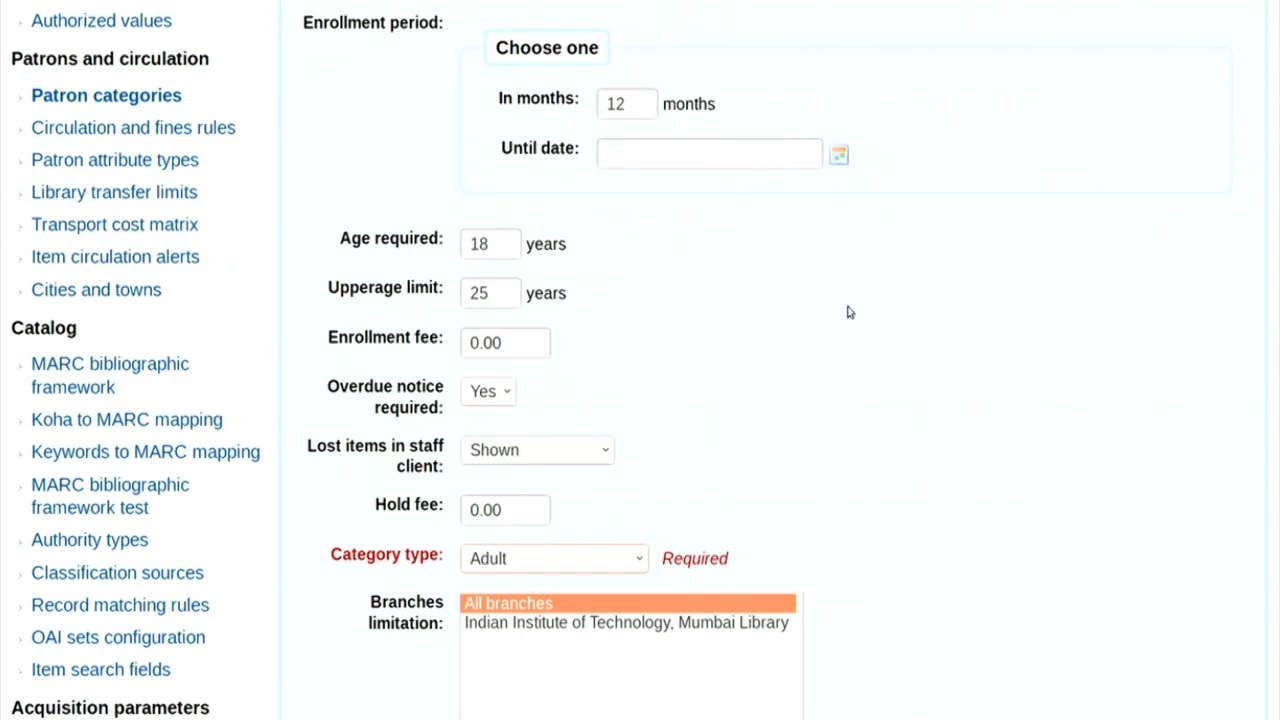 Authorized values
Patrons and circulation
Patron categories
Circulation and fines rules
Patron attribute types
Library transfer limits
Transport cost matrix
Item circulation alerts
Cities and towns
Catalog
MARC bibliographic
framework
Koha to MARC mapping
Keywords to MARC mapping
MARC bibliographic
framework test
Authority types
Classification sources
Record matching rules
OAI sets configuration
Item search fields
Acquisition parameters
Enrollment period:
Choose one
In months: 12 months
Until date:
Age required: 18 years
Upperage limit: 25 years
Enrollment fee: 0.00
Overdue notice
required: Yes
Lost items in staff
client: Shown
Hold fee: 0.00
Category type: Adult Required
Branches
limitation:
All branches
Indian Institute of Technology, Mumbai Library